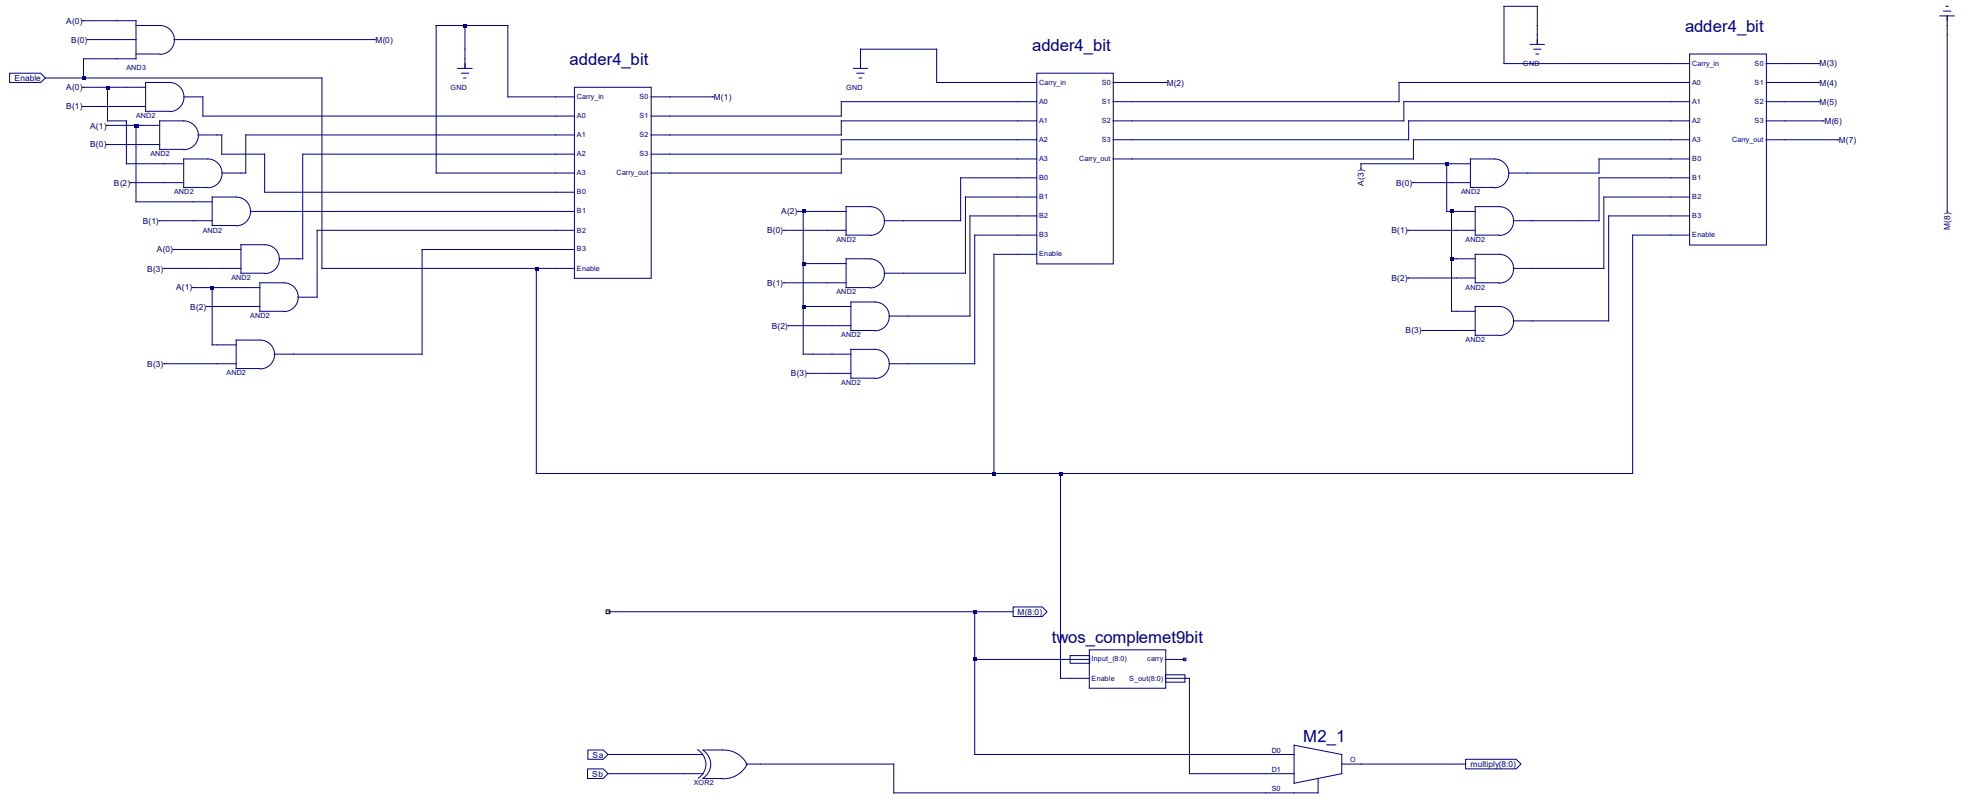 A(0)
B(0)
AND3
M(0)
Enable
A(0)
B(1)
AND2
A(1)
B(0)
AND2
B(2)
AND2
B(1)
AND2
A(0)
B(3)
AND2
A(1)
B(2)
AND2
B(3)
AND2
GND
adder4_bit
Carry_in S0 M(1)
A0 S1
A1 S2
A2 S3
A3 Carry_out
B0
B1
B2
B3
Enable
GND
adder4_bit
Carry_in S0 M(2)
A0 S1
A1 S2
A2 S3
A3 Carry_out
B0
B1
B2
B3
Enable
A(2)
B(0)
AND2
B(1)
AND2
B(2)
AND2
B(3)
AND2
GND
adder4_bit
Carry_in S0 M(3)
A0 S1 M(4)
A1 S2 M(5)
A2 S3 M(6)
A3 Carry_out M(7)
B0
B1
B2
B3
Enable
A(3)
B(0)
AND2
B(1)
AND2
B(2)
AND2
B(3)
AND2
M(8)
M(8:0)
twos_complemet9bit
Input_(8:0) carry
Enable S_out(8:0)
Sa
Sb
XOR2
M2_1
D0
D1
S0
O
multiply(8:0)